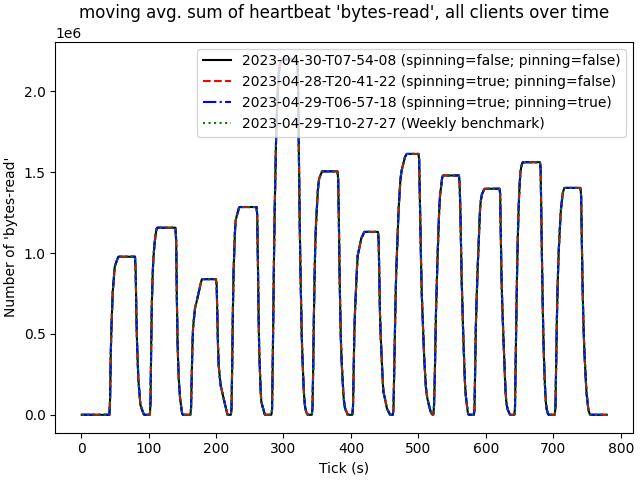 moving avg. sum of heartbeat 'bytes-read', all clients over time
1e6
2023-04-30-T07-54-08 (spinning=false; pinning=false)
2023-04-28-T20-41-22 (spinning=true; pinning=false)
2023-04-29-T06-57-18 (spinning=true; pinning=true)
2023-04-29-T10-27-27 (Weekly benchmark)
2.0
1.5
1.0
0.5
0.0
Number of 'bytes-read'
0 100 200 300 400 500 600 700 800
Tick (s)